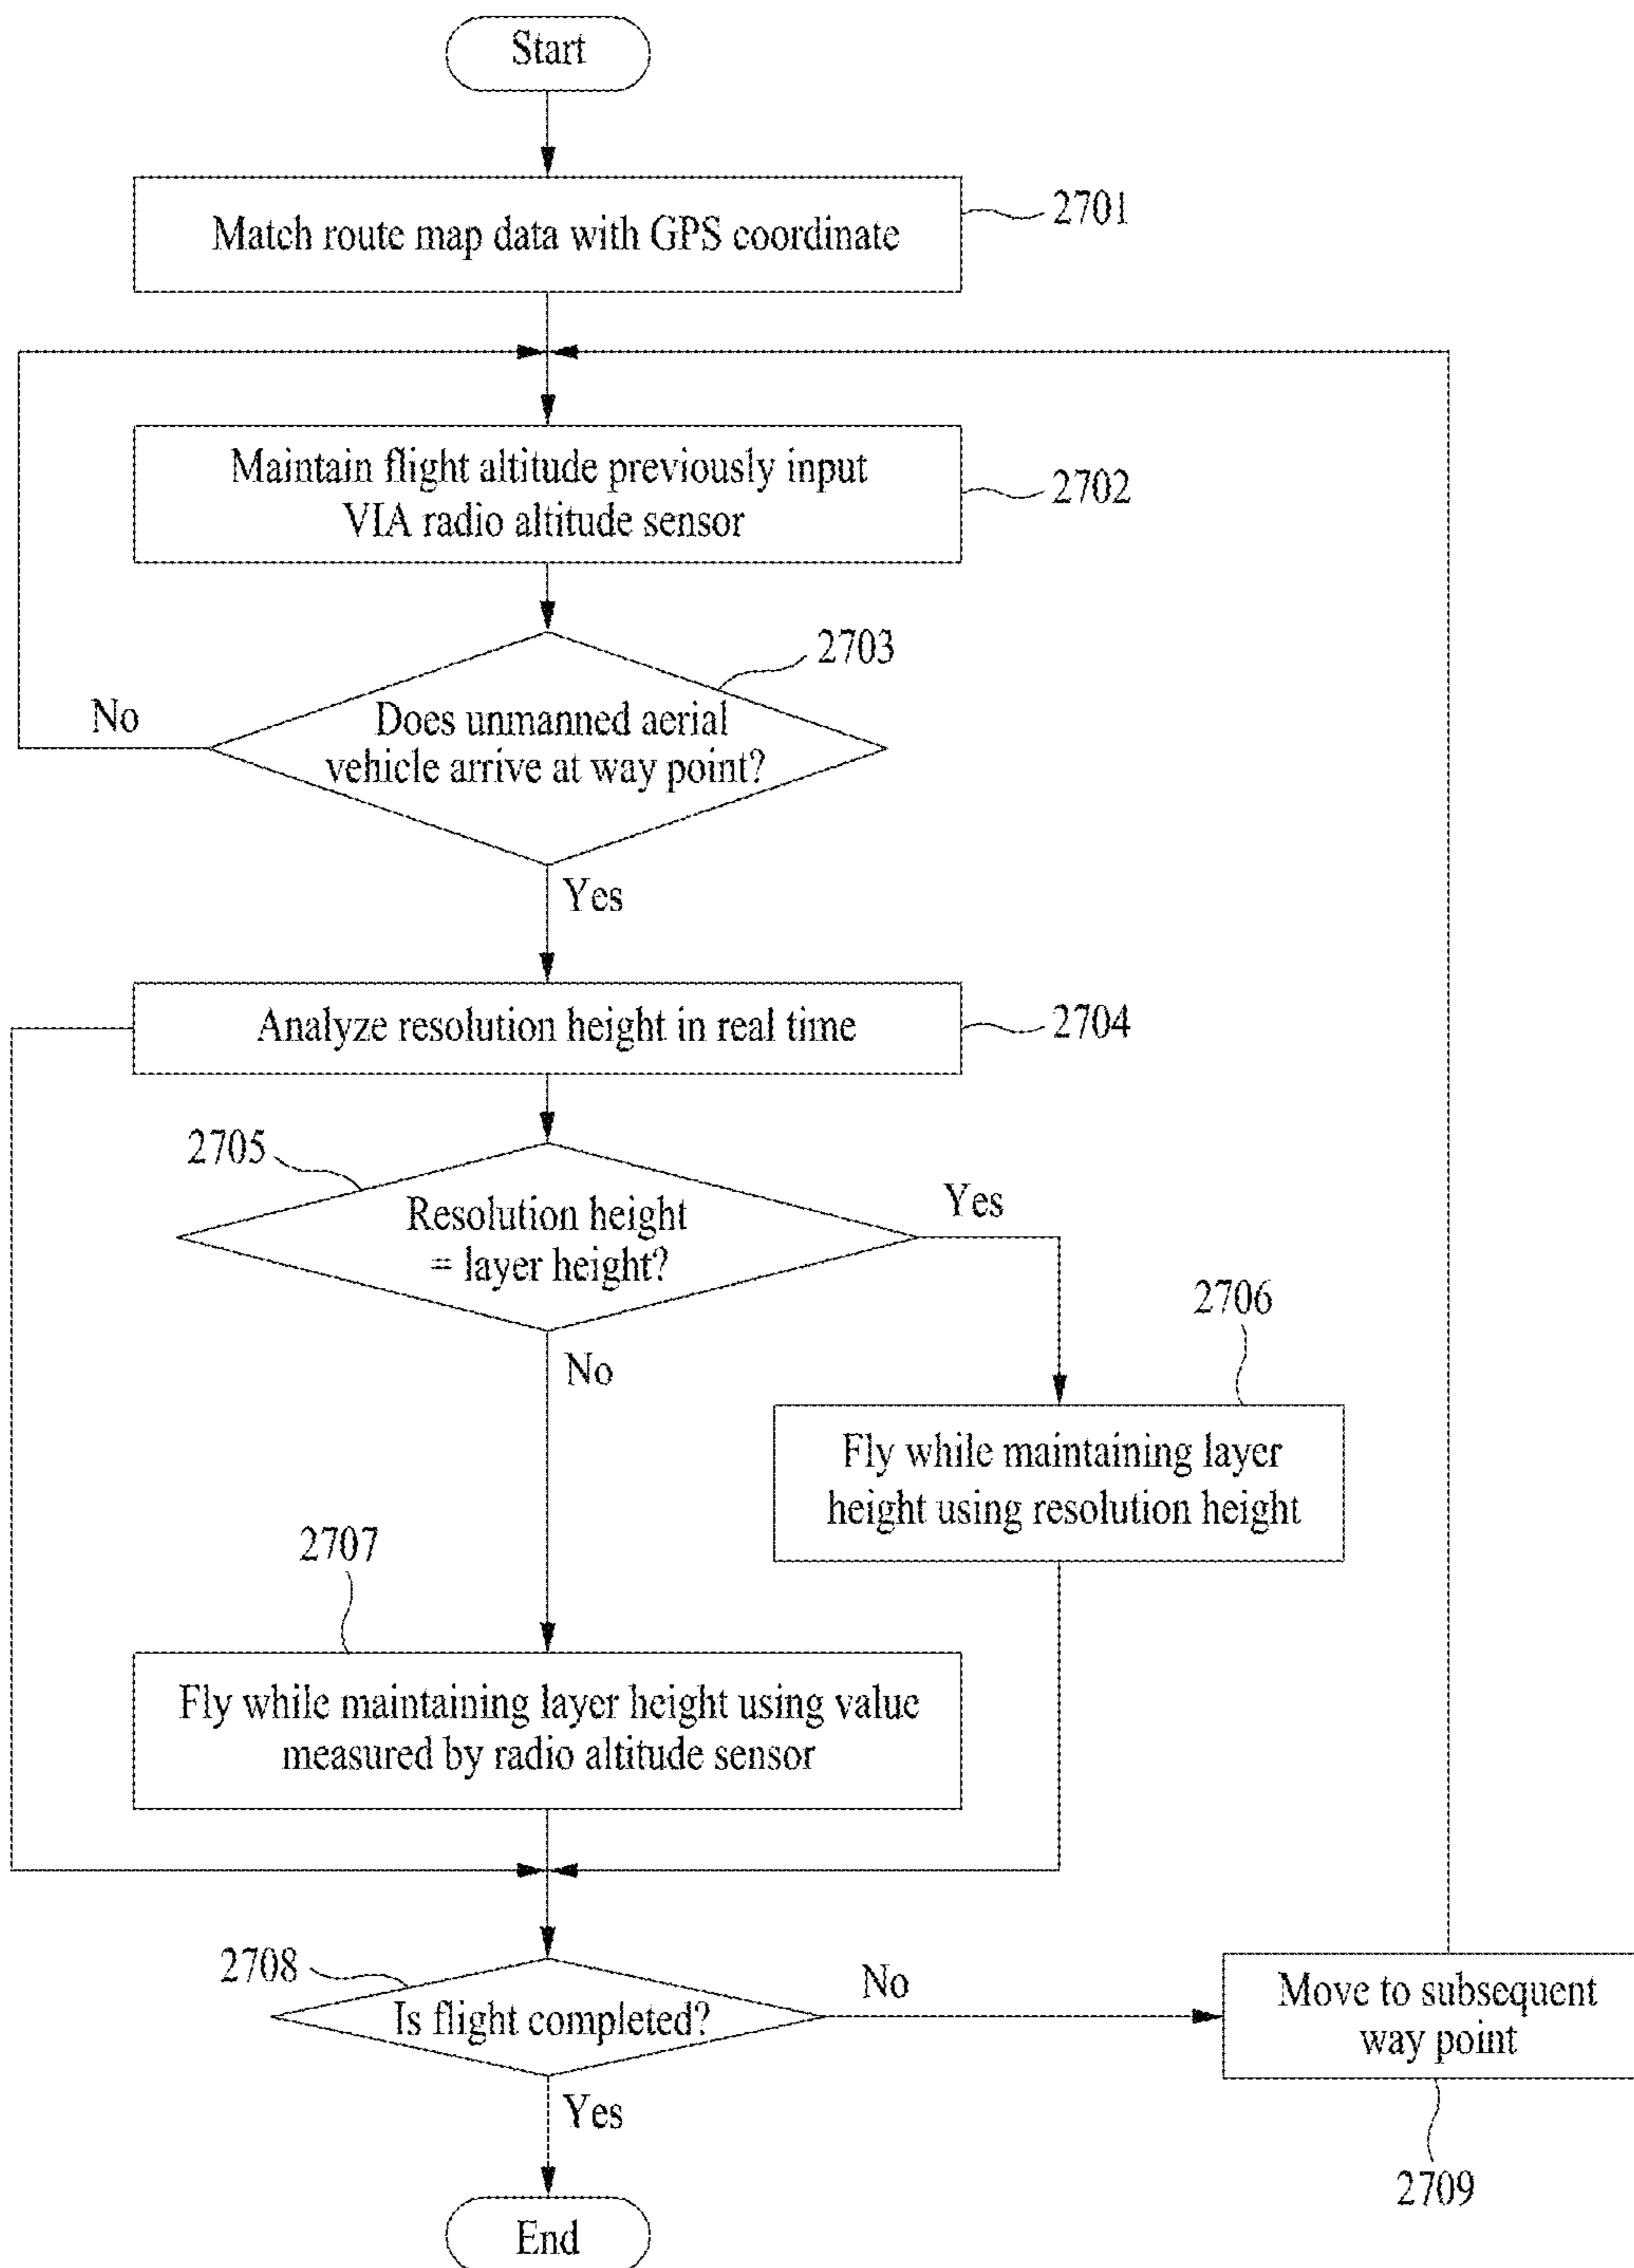 Start
Match route map data with GPS coordinate
2701
Maintain flight altitude previously input
VIA radio altitude sensor
2702
2703
Does unmanned aerial
vehicle arrive at way point?
No
Yes
Analyze resolution height in real time
2704
2705
Resolution height
= layer height?
Yes
No
2706
Fly while maintaining layer
height using resolution height
2707
Fly while maintaining layer height using value
measured by radio altitude sensor
2708
Is flight completed?
No
Yes
Move to subsequent
way point
2709
End